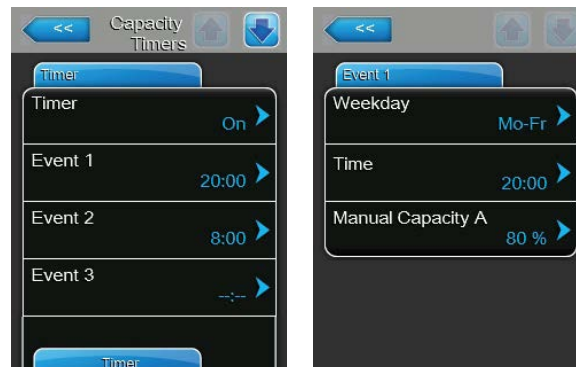 <<
Capacity
Timers
Timer
Timer
On
Event 1
20:00
Event 2
8:00
Event 3
--:--
Timer
<<
Event 1
Weekday
Mo-Fr
Time
20:00
Manual Capacity A
80 %